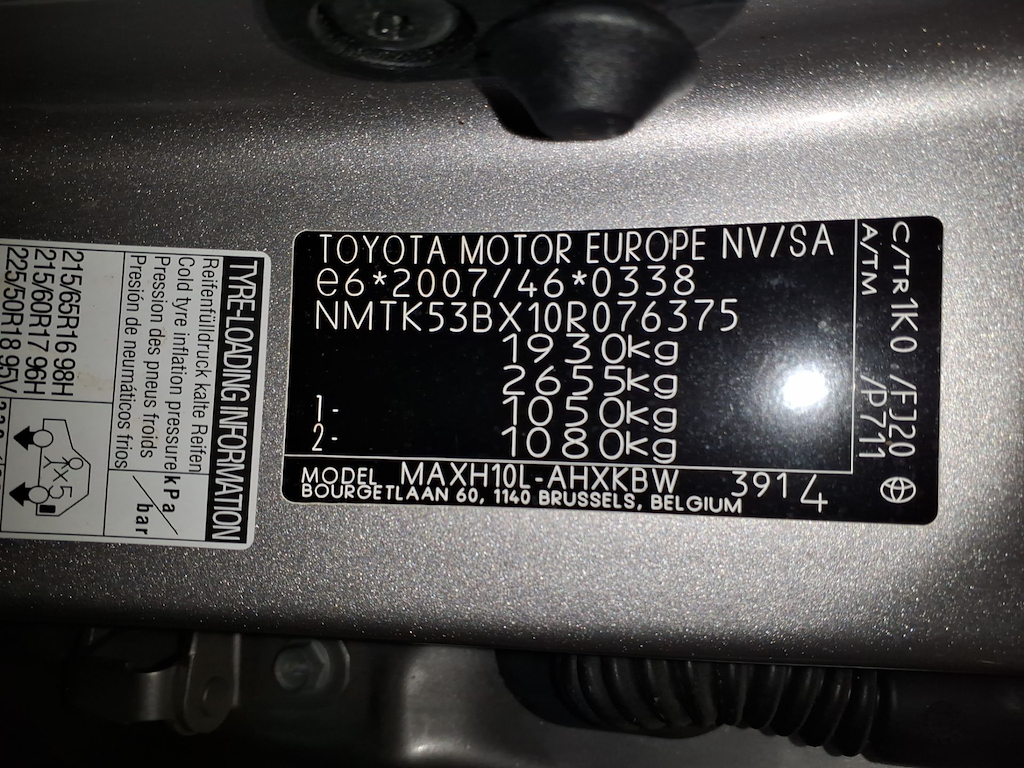 TOYOTA MOTOR EUROPE NV/SA
e6*2007/46*0338
NMTK53BX10R076375
1930kg
2655kg
1- 1050kg
2- 1080kg
MODEL MAXH10L-AHXKBW 3914
BOURGETLAAN 60, 1140 BRUSSELS, BELGIUM
C/TR 1K0 /FJ20
A/TM /P711
TYRE-LOADING INFORMATION
Reifenfülldruck kalte Reifen
Cold tyre inflation pressure
Pression des pneus froids
Presión de neumáticos frios
kPa/
bar
215/65R16 98H
215/60R17 96H
225/50R18 95V
X≤5